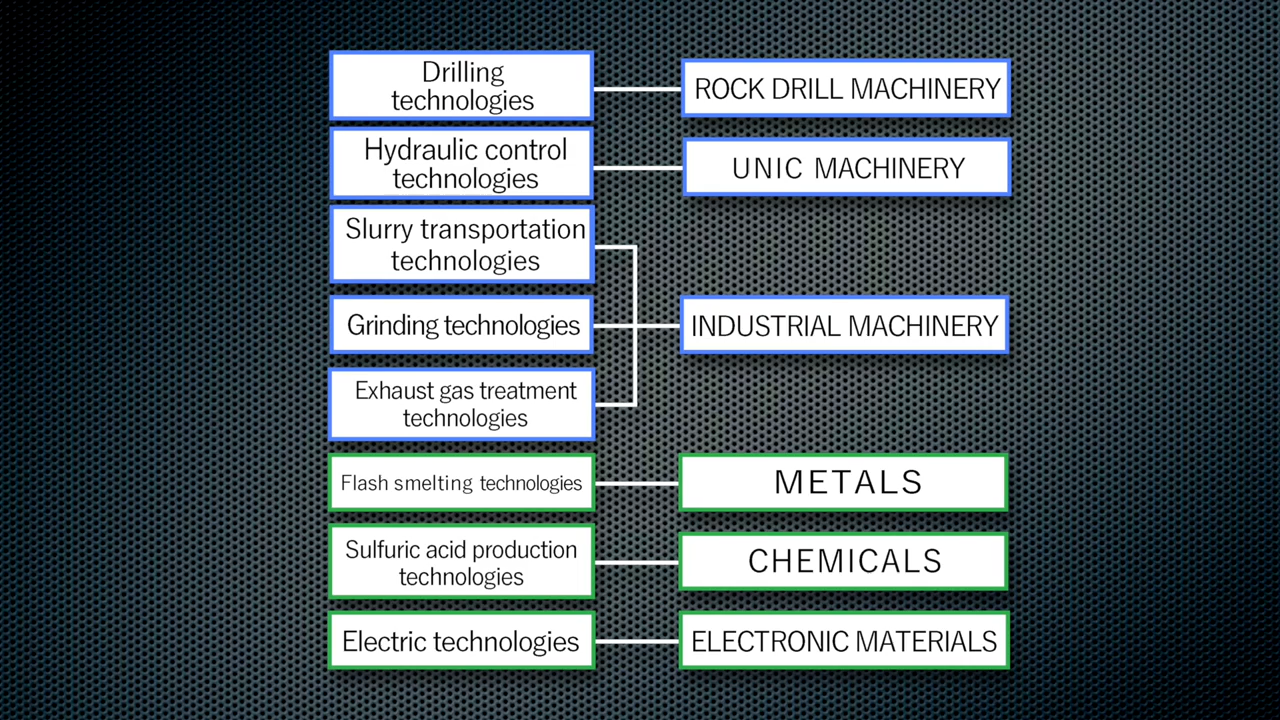 Drilling
technologies
ROCK DRILL MACHINERY
Hydraulic control
technologies
UNIC MACHINERY
Slurry transportation
technologies
Grinding technologies
Exhaust gas treatment
technologies
INDUSTRIAL MACHINERY
Flash smelting technologies
METALS
Sulfuric acid production
technologies
CHEMICALS
Electric technologies
ELECTRONIC MATERIALS